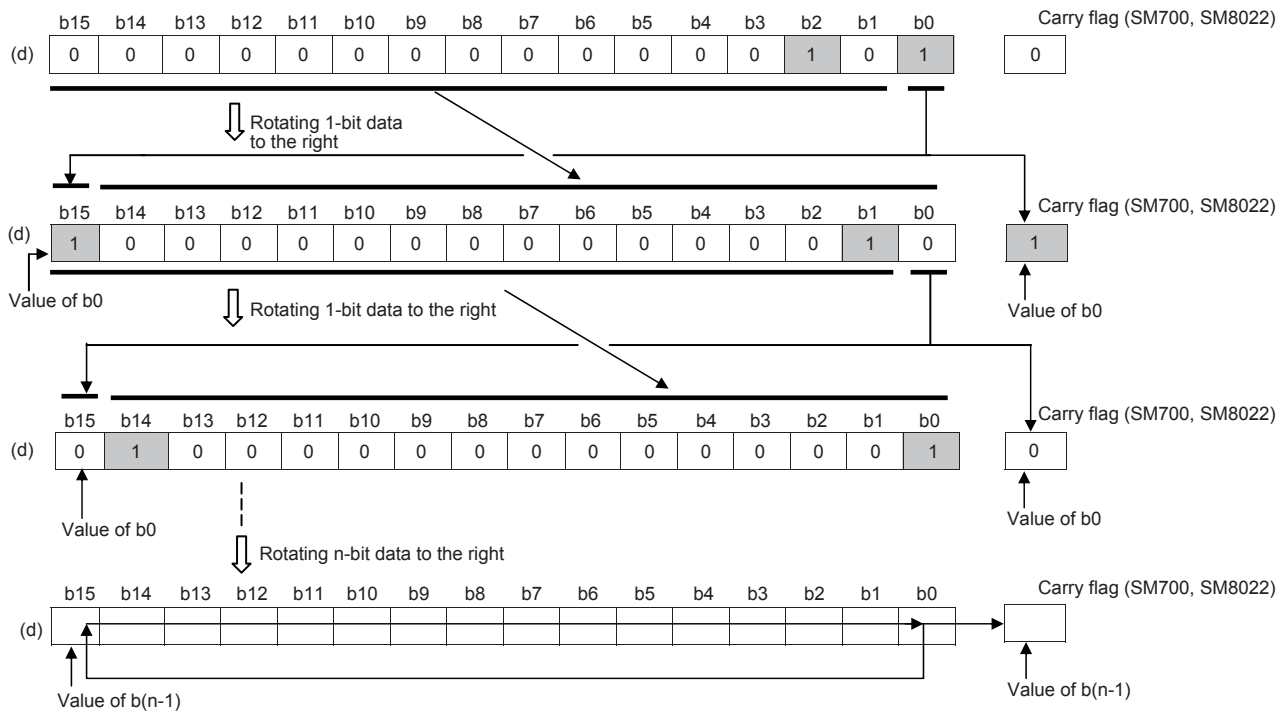 b15 b14 b13 b12 b11 b10 b9 b8 b7 b6 b5 b4 b3 b2 b1 b0 Carry flag (SM700, SM8022)
(d) 0 0 0 0 0 0 0 0 0 0 0 0 0 1 0 1 0
Rotating 1-bit data
to the right
b15 b14 b13 b12 b11 b10 b9 b8 b7 b6 b5 b4 b3 b2 b1 b0 Carry flag (SM700, SM8022)
(d) 1 0 0 0 0 0 0 0 0 0 0 0 0 0 1 0 1
Value of b0 Rotating 1-bit data to the right Value of b0
b15 b14 b13 b12 b11 b10 b9 b8 b7 b6 b5 b4 b3 b2 b1 b0 Carry flag (SM700, SM8022)
(d) 0 1 0 0 0 0 0 0 0 0 0 0 0 0 0 1 0
Value of b0 Value of b0
Rotating n-bit data to the right
b15 b14 b13 b12 b11 b10 b9 b8 b7 b6 b5 b4 b3 b2 b1 b0 Carry flag (SM700, SM8022)
(d)
Value of b(n-1) Value of b(n-1)